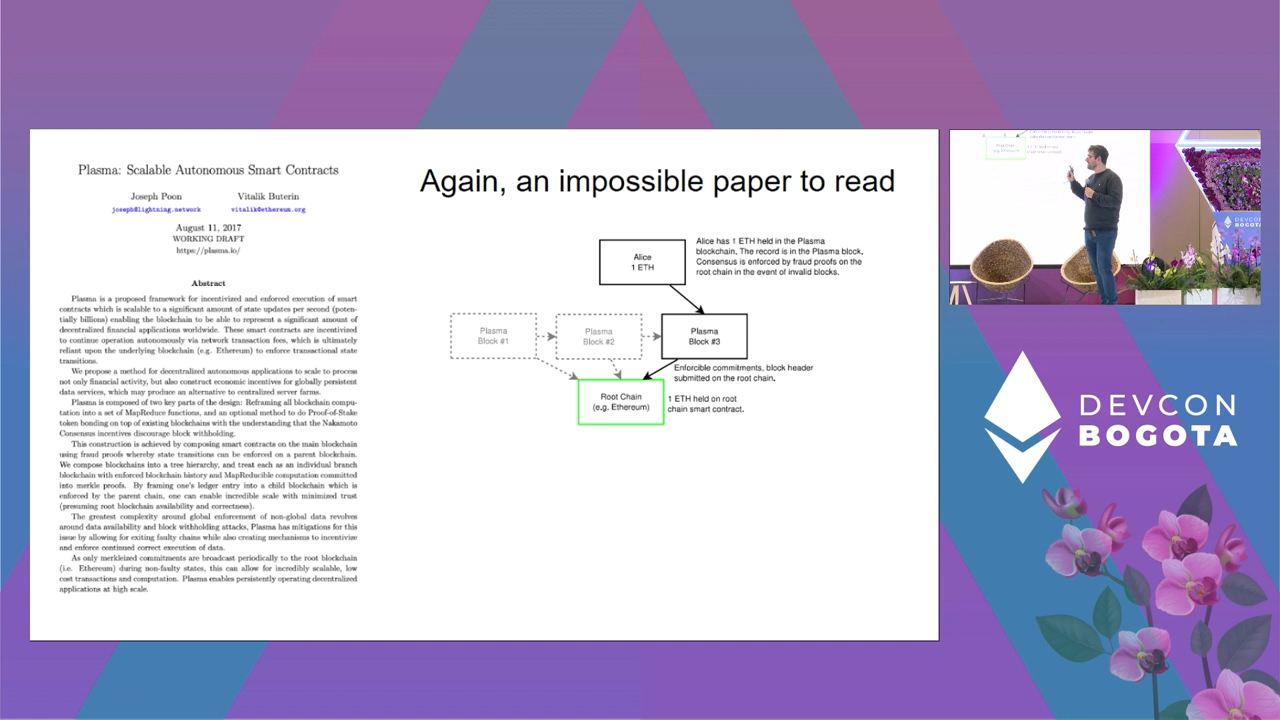 Plasma: Scalable Autonomous Smart Contracts
Joseph Poon
Vitalik Buterin
joseph@lightning.network
vitalik@ethereum.org
August 11, 2017
WORKING DRAFT
https://plasma.io/
Abstract
Plasma is a proposed framework for incentivized and enforced execution of smart
contracts which is scalable to a significant amount of state updates per second (poten-
tially billions) enabling the blockchain to be able to represent a significant amount of
decentralized financial applications worldwide. These smart contracts are incentivized
to continue operation autonomously via network transaction fees, which is ultimately
reliant upon the underlying blockchain (e.g. Ethereum) to enforce transactional state
transitions.
We propose a method for decentralized autonomous applications to scale to process
not only financial activity, but also construct economic incentives for globally persistent
data services, which may produce an alternative to centralized server farms.
Plasma is composed of two key parts of the design: Reframing all blockchain compu-
tation into a set of MapReduce functions, and an optional method to do Proof-of-Stake
token bonding on top of existing blockchains with the understanding that the Nakamoto
Consensus incentives discourage block withholding.
This construction is achieved by composing smart contracts on the main blockchain
using fraud proofs whereby state transitions can be enforced on a parent blockchain.
We compose blockchains into a tree hierarchy, and treat each as an individual branch
blockchain with enforced blockchain history and MapReducible computation committed
into merkle proofs. By framing one's ledger entry into a child blockchain which is
enforced by the parent chain, one can enable incredible scale with minimized trust
(presuming root blockchain availability and correctness).
The greatest complexity around global enforcement of non-global data revolves
around data availability and block withholding attacks, Plasma has mitigations for this
issue by allowing for exiting faulty chains while also creating mechanisms to incentivize
and enforce continued correct execution of data.
As only merkleized commitments are broadcast periodically to the root blockchain
(i.e. Ethereum) during non-faulty states, this can allow for incredibly scalable, low
cost transactions and computation. Plasma enables persistently operating decentralized
applications at high scale.
Again, an impossible paper to read
Alice
1 ETH
Alice has 1 ETH held in the Plasma
blockchain. The record is in the Plasma block.
Consensus is enforced by fraud proofs on the
root chain in the event of invalid blocks.
Plasma
Block #1
Plasma
Block #2
Plasma
Block #3
Enforcible commitments, block header
submitted on the root chain.
Root Chain
(e.g. Ethereum)
1 ETH held on root
chain smart contract.
DEVCON
BOGOTA
DEVCON
BOGOTA